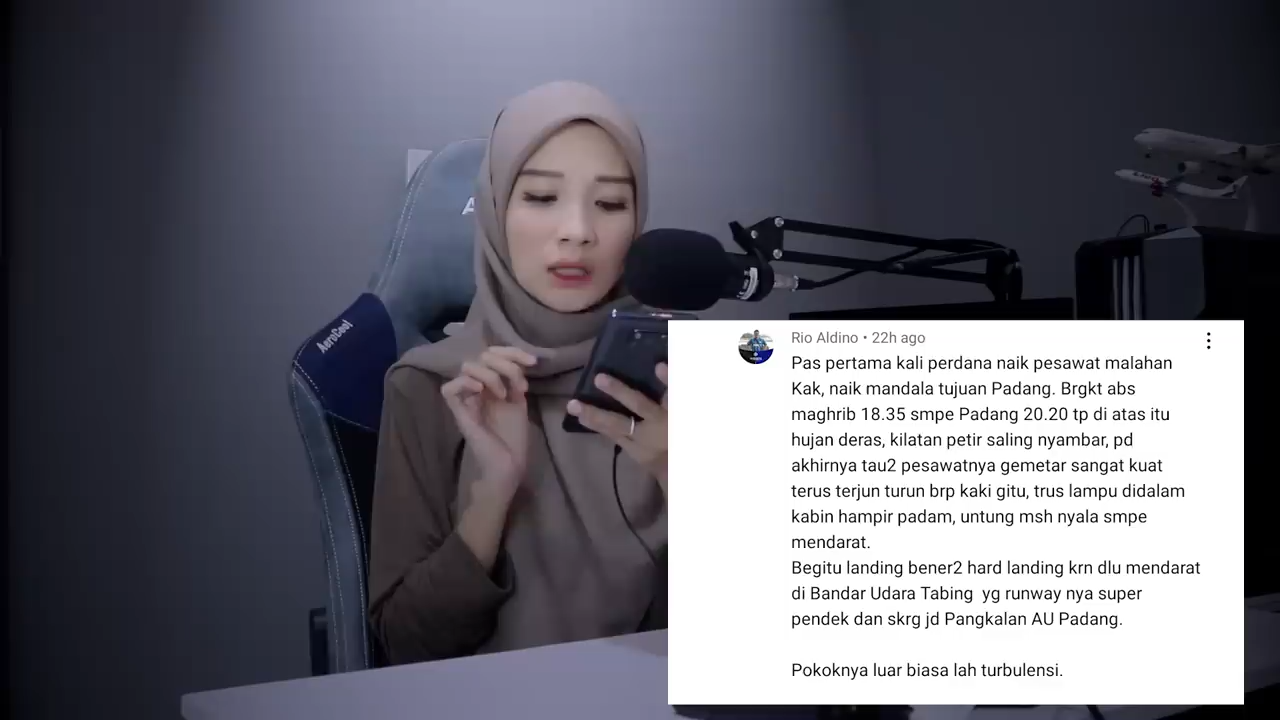 AeroCool
A
Rio Aldino • 22h ago
Pas pertama kali perdana naik pesawat malahan
Kak, naik mandala tujuan Padang. Brgkt abs
maghrib 18.35 smpe Padang 20.20 tp di atas itu
hujan deras, kilatan petir saling nyambar, pd
akhirnya tau2 pesawatnya gemetar sangat kuat
terus terjun turun brp kaki gitu, trus lampu didalam
kabin hampir padam, untung msh nyala smpe
mendarat.
Begitu landing bener2 hard landing krn dlu mendarat
di Bandar Udara Tabing  yg runway nya super
pendek dan skrg jd Pangkalan AU Padang.
Pokoknya luar biasa lah turbulensi.